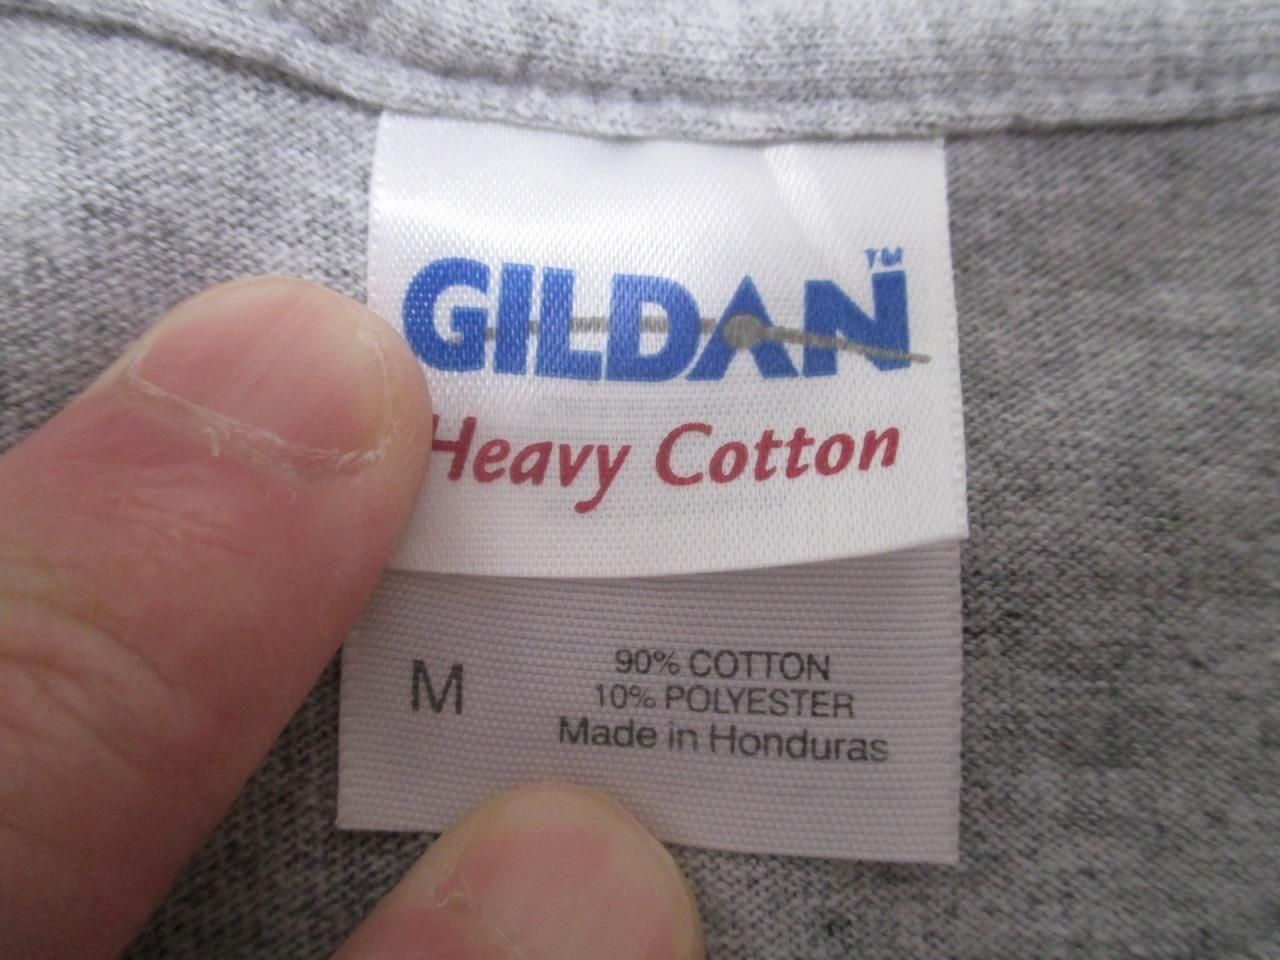 GILDAN™
Heavy Cotton
M
90% COTTON
10% POLYESTER
Made in Honduras